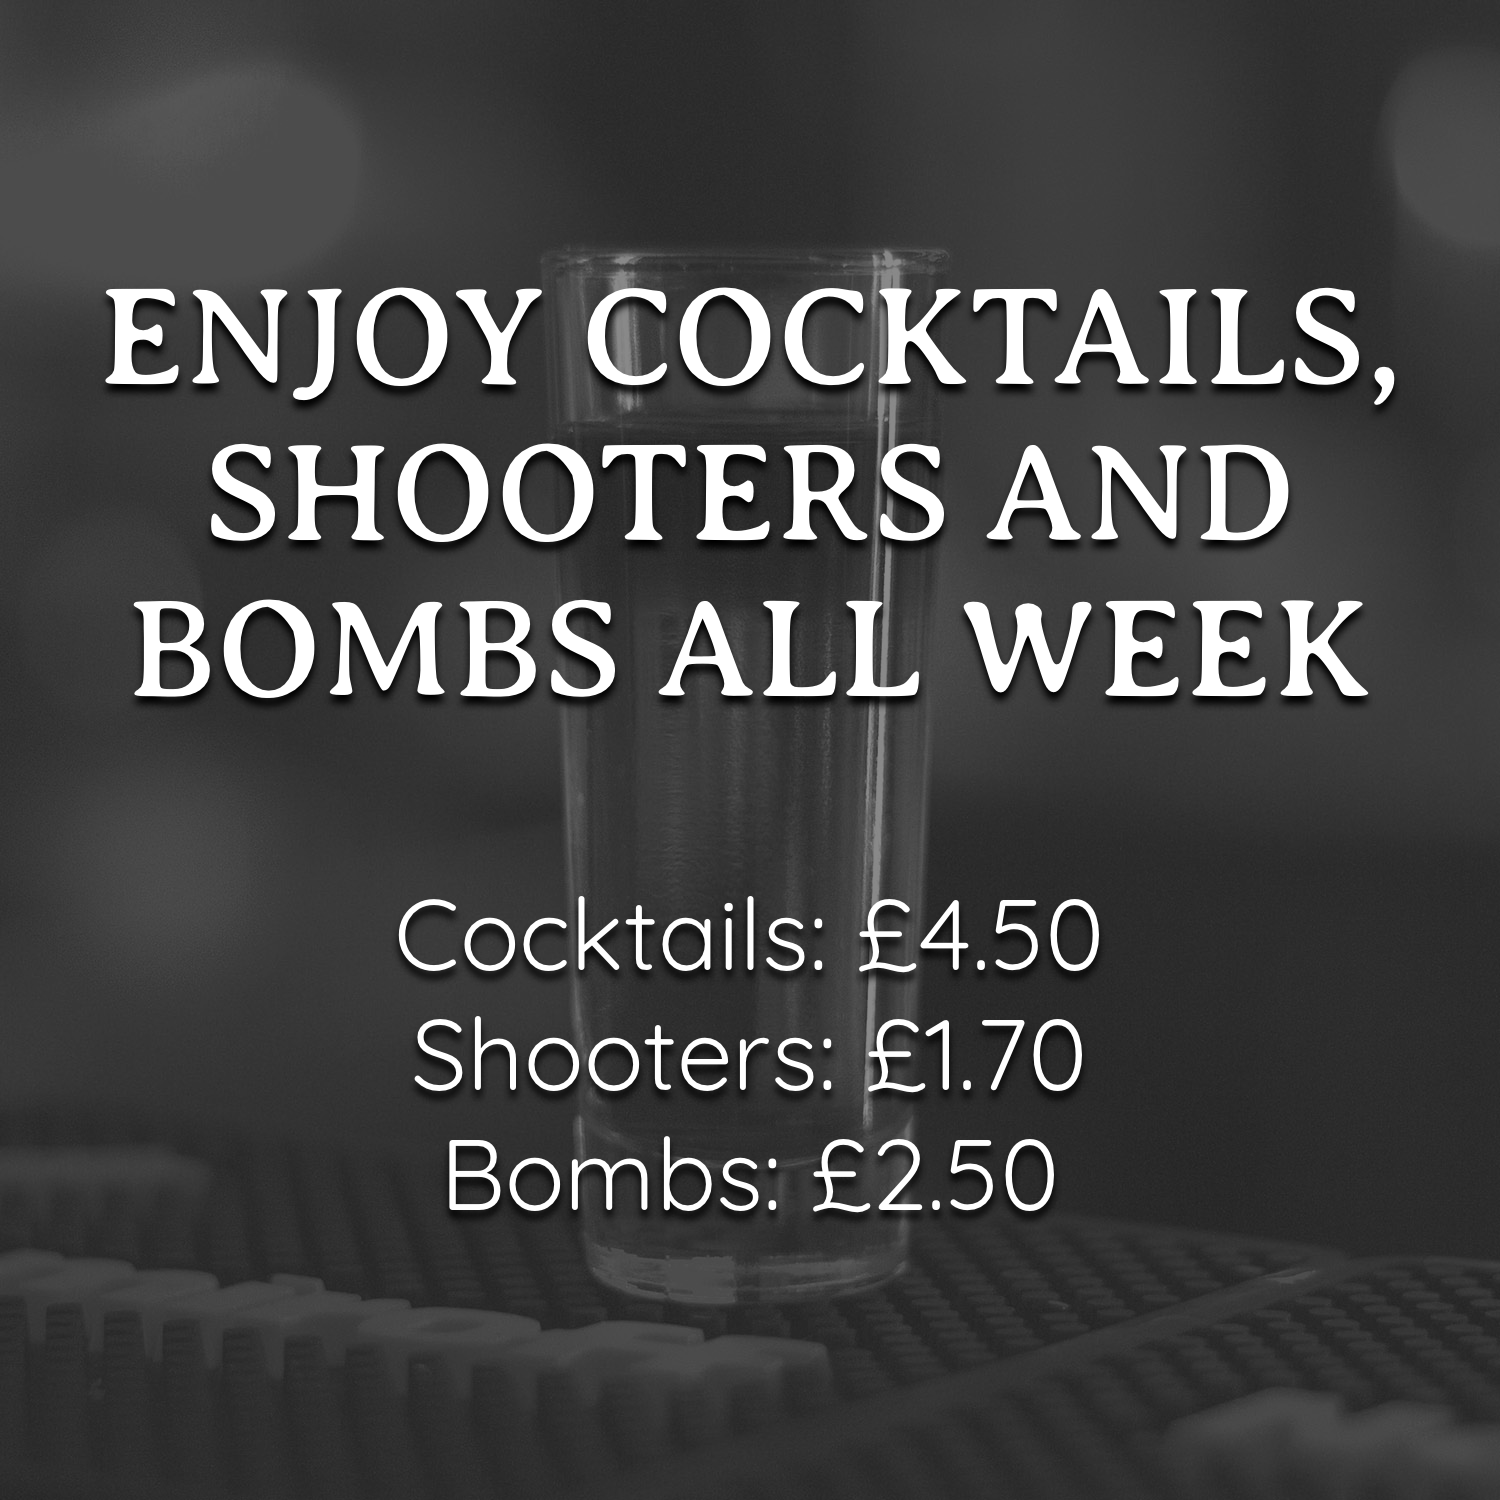 ENJOY COCKTAILS,
SHOOTERS AND
BOMBS ALL WEEK
Cocktails: £4.50
Shooters: £1.70
Bombs: £2.50